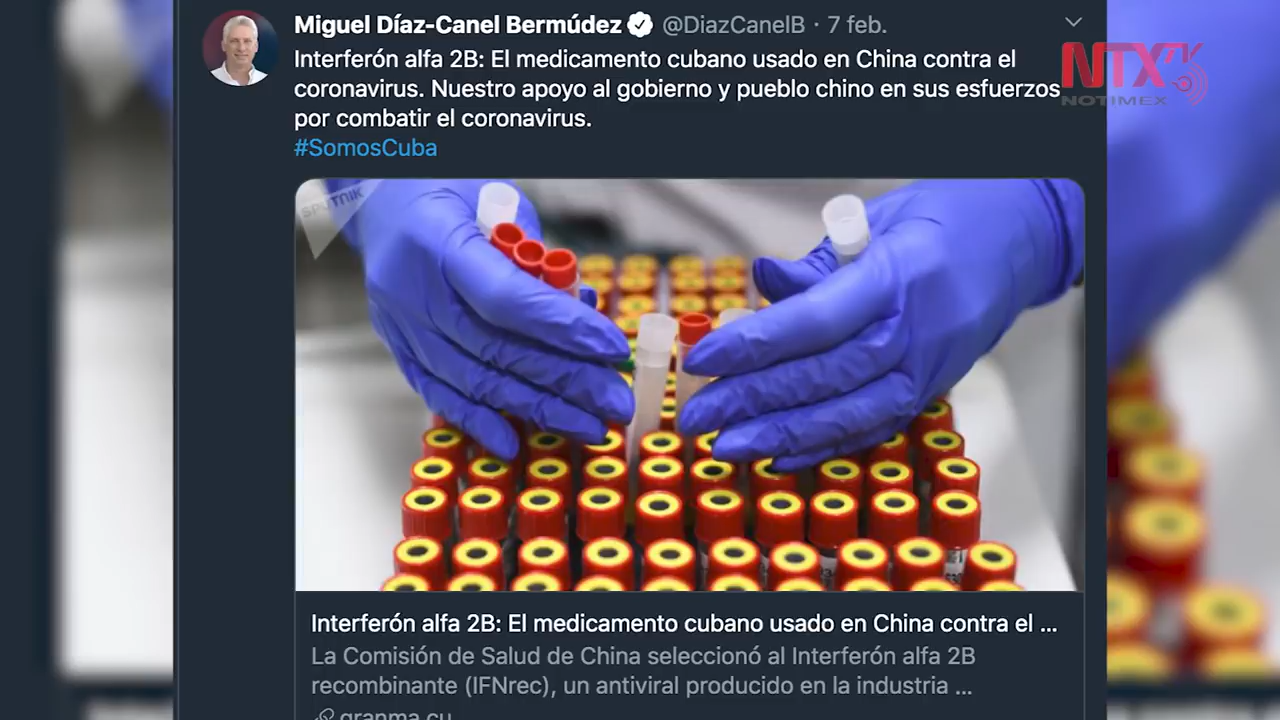 Miguel Díaz-Canel Bermúdez @DiazCanelB · 7 feb.
Interferón alfa 2B: El medicamento cubano usado en China contra el
coronavirus. Nuestro apoyo al gobierno y pueblo chino en sus esfuerzos
por combatir el coronavirus.
#SomosCuba
NTX TV
NOTIMEX
SPUTNIK
Interferón alfa 2B: El medicamento cubano usado en China contra el ...
La Comisión de Salud de China seleccionó al Interferón alfa 2B
recombinante (IFNrec), un antiviral producido en la industria ...
granma.cu